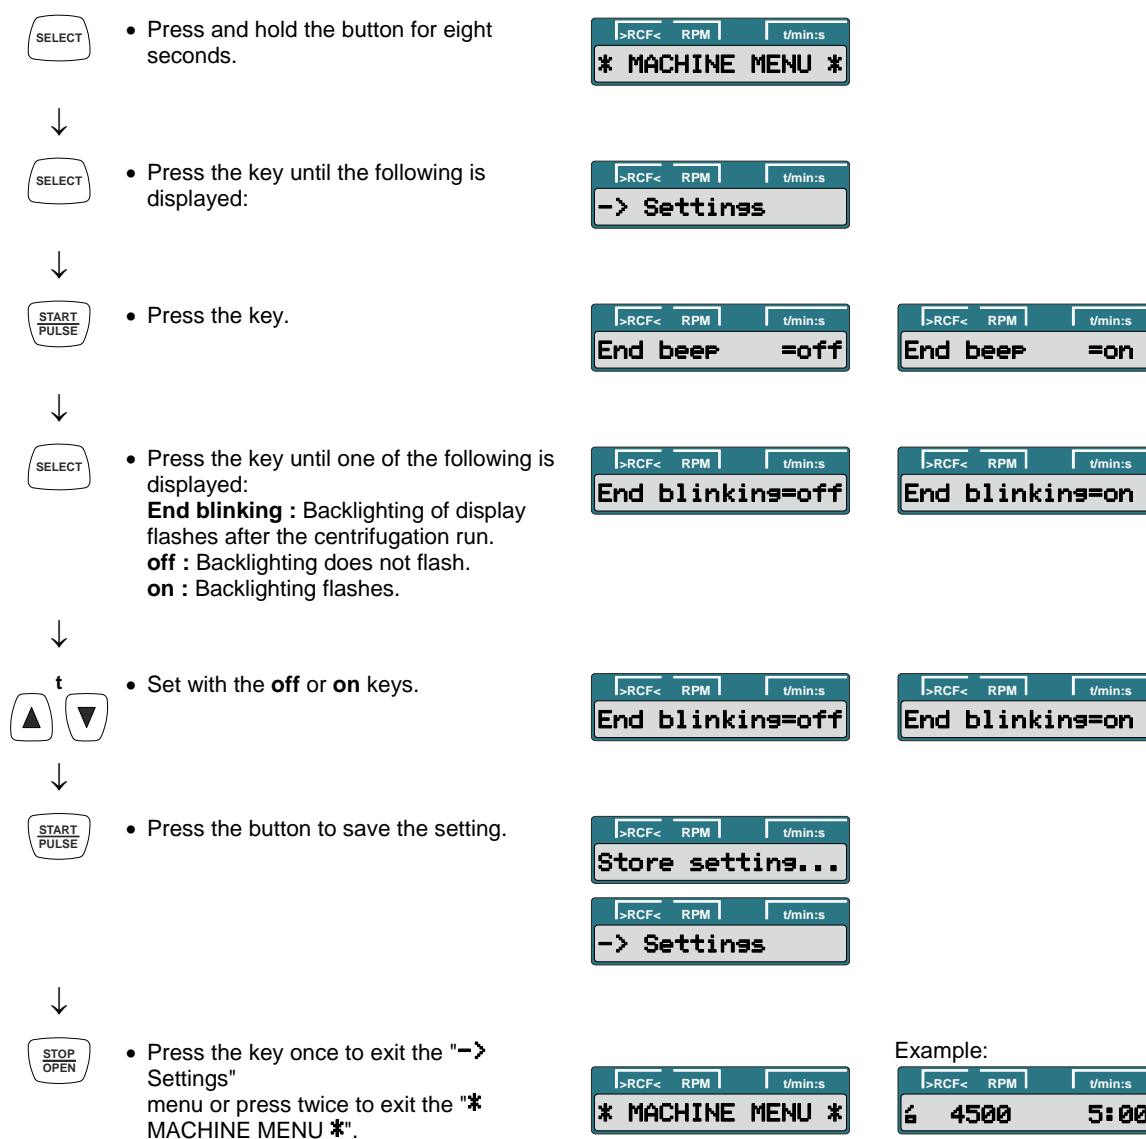 SELECT
• Press and hold the button for eight
seconds.
>RCF< RPM t/min:s
* MACHINE MENU *
↓
SELECT
• Press the key until the following is
displayed:
>RCF< RPM t/min:s
-> Settings
↓
START
PULSE
• Press the key.
>RCF< RPM t/min:s
End beep =off
>RCF< RPM t/min:s
End beep =on
↓
SELECT
• Press the key until one of the following is
displayed:
End blinking : Backlighting of display
flashes after the centrifugation run.
off : Backlighting does not flash.
on : Backlighting flashes.
>RCF< RPM t/min:s
End blinking=off
>RCF< RPM t/min:s
End blinking=on
↓
t
▲ ▼
• Set with the off or on keys.
>RCF< RPM t/min:s
End blinking=off
>RCF< RPM t/min:s
End blinking=on
↓
START
PULSE
• Press the button to save the setting.
>RCF< RPM t/min:s
Store setting...
>RCF< RPM t/min:s
-> Settings
↓
STOP
OPEN
• Press the key once to exit the "->
Settings"
menu or press twice to exit the "*
MACHINE MENU *".
>RCF< RPM t/min:s
* MACHINE MENU *
Example:
>RCF< RPM t/min:s
4500 5:00